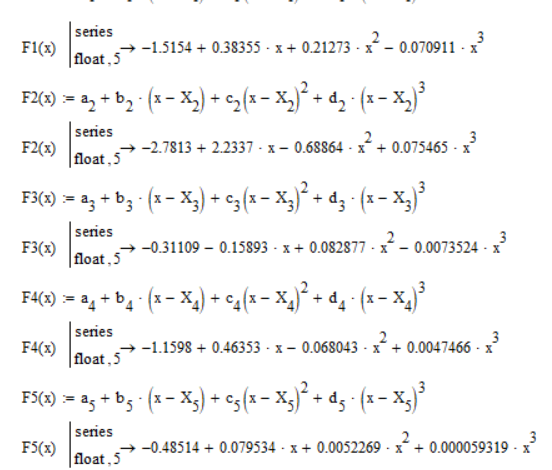 F1(x) |series float,5 → −1.5154 + 0.38355 · x + 0.21273 · x² − 0.070911 · x³
F2(x) := a₂ + b₂ · (x − X₂) + c₂(x − X₂)² + d₂ · (x − X₂)³
F2(x) |series float,5 → −2.7813 + 2.2337 · x − 0.68864 · x² + 0.075465 · x³
F3(x) := a₃ + b₃ · (x − X₃) + c₃(x − X₃)² + d₃ · (x − X₃)³
F3(x) |series float,5 → −0.31109 − 0.15893 · x + 0.082877 · x² − 0.0073524 · x³
F4(x) := a₄ + b₄ · (x − X₄) + c₄(x − X₄)² + d₄ · (x − X₄)³
F4(x) |series float,5 → −1.1598 + 0.46353 · x − 0.068043 · x² + 0.0047466 · x³
F5(x) := a₅ + b₅ · (x − X₅) + c₅(x − X₅)² + d₅ · (x − X₅)³
F5(x) |series float,5 → −0.48514 + 0.079534 · x + 0.0052269 · x² + 0.000059319 · x³